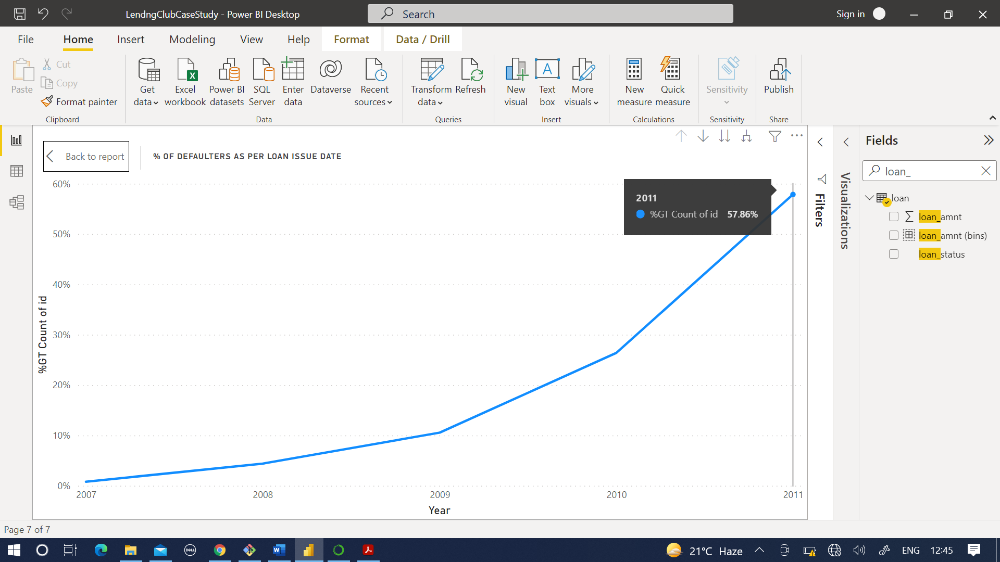 LendngClubCaseStudy - Power BI Desktop
Search
Sign in
File Home Insert Modeling View Help Format Data / Drill
Paste
Cut
Copy
Format painter
Clipboard
Get data
Excel workbook
Power BI datasets
SQL Server
Enter data
Dataverse
Recent sources
Data
Transform data
Refresh
Queries
New visual
Text box
More visuals
Insert
New measure
Quick measure
Calculations
Sensitivity
Sensitivity
Publish
Share
Back to report
% OF DEFAULTERS AS PER LOAN ISSUE DATE
60%
50%
40%
30%
20%
10%
0%
%GT Count of id
2011
%GT Count of id 57.86%
2007 2008 2009 2010 2011
Year
Filters
Visualizations
Fields
loan_
loan
loan_amnt
loan_amnt (bins)
loan_status
Page 7 of 7
DELL
21°C Haze
ENG
12:45